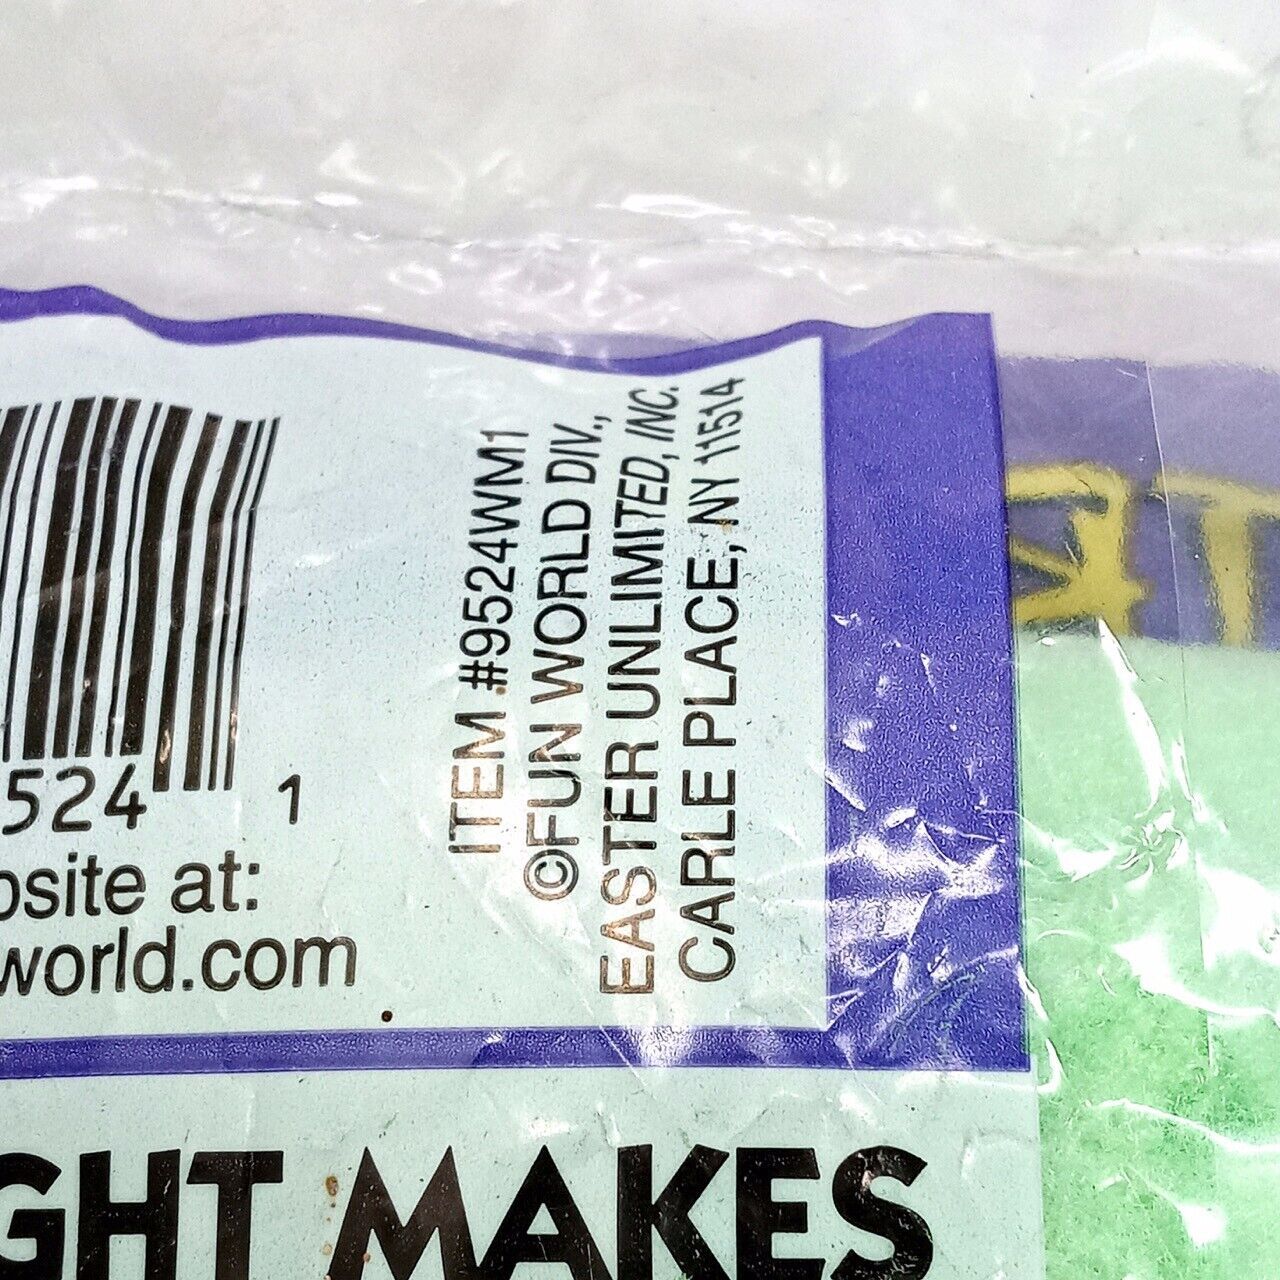 524 1
site at:
world.com
ITEM #9524WM1
©FUN WORLD DIV.,
EASTER UNLIMITED, INC.
CARLE PLACE, NY 11514
GHT MAKES